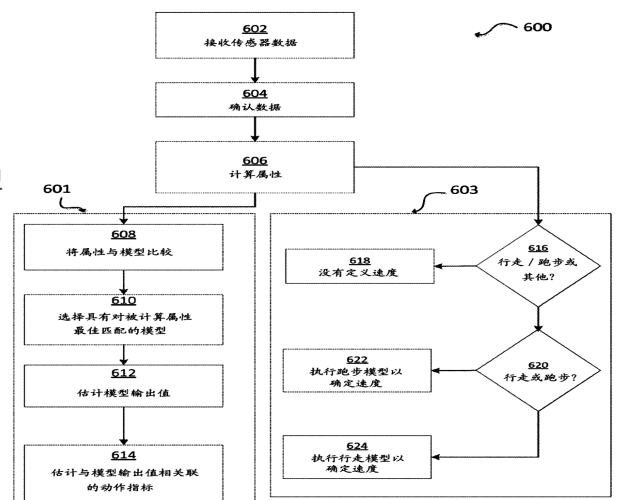 600
602
接收传感器数据
604
确认数据
606
计算属性
601
603
608
将属性与模型比较
610
选择具有对被计算属性
最佳匹配的模型
612
估计模型输出值
614
估计与模型输出值相关联
的动作指标
616
行走/跑步或
其他?
618
没有定义速度
620
行走或跑步?
622
执行跑步模型以
确定速度
624
执行行走模型以
确定速度